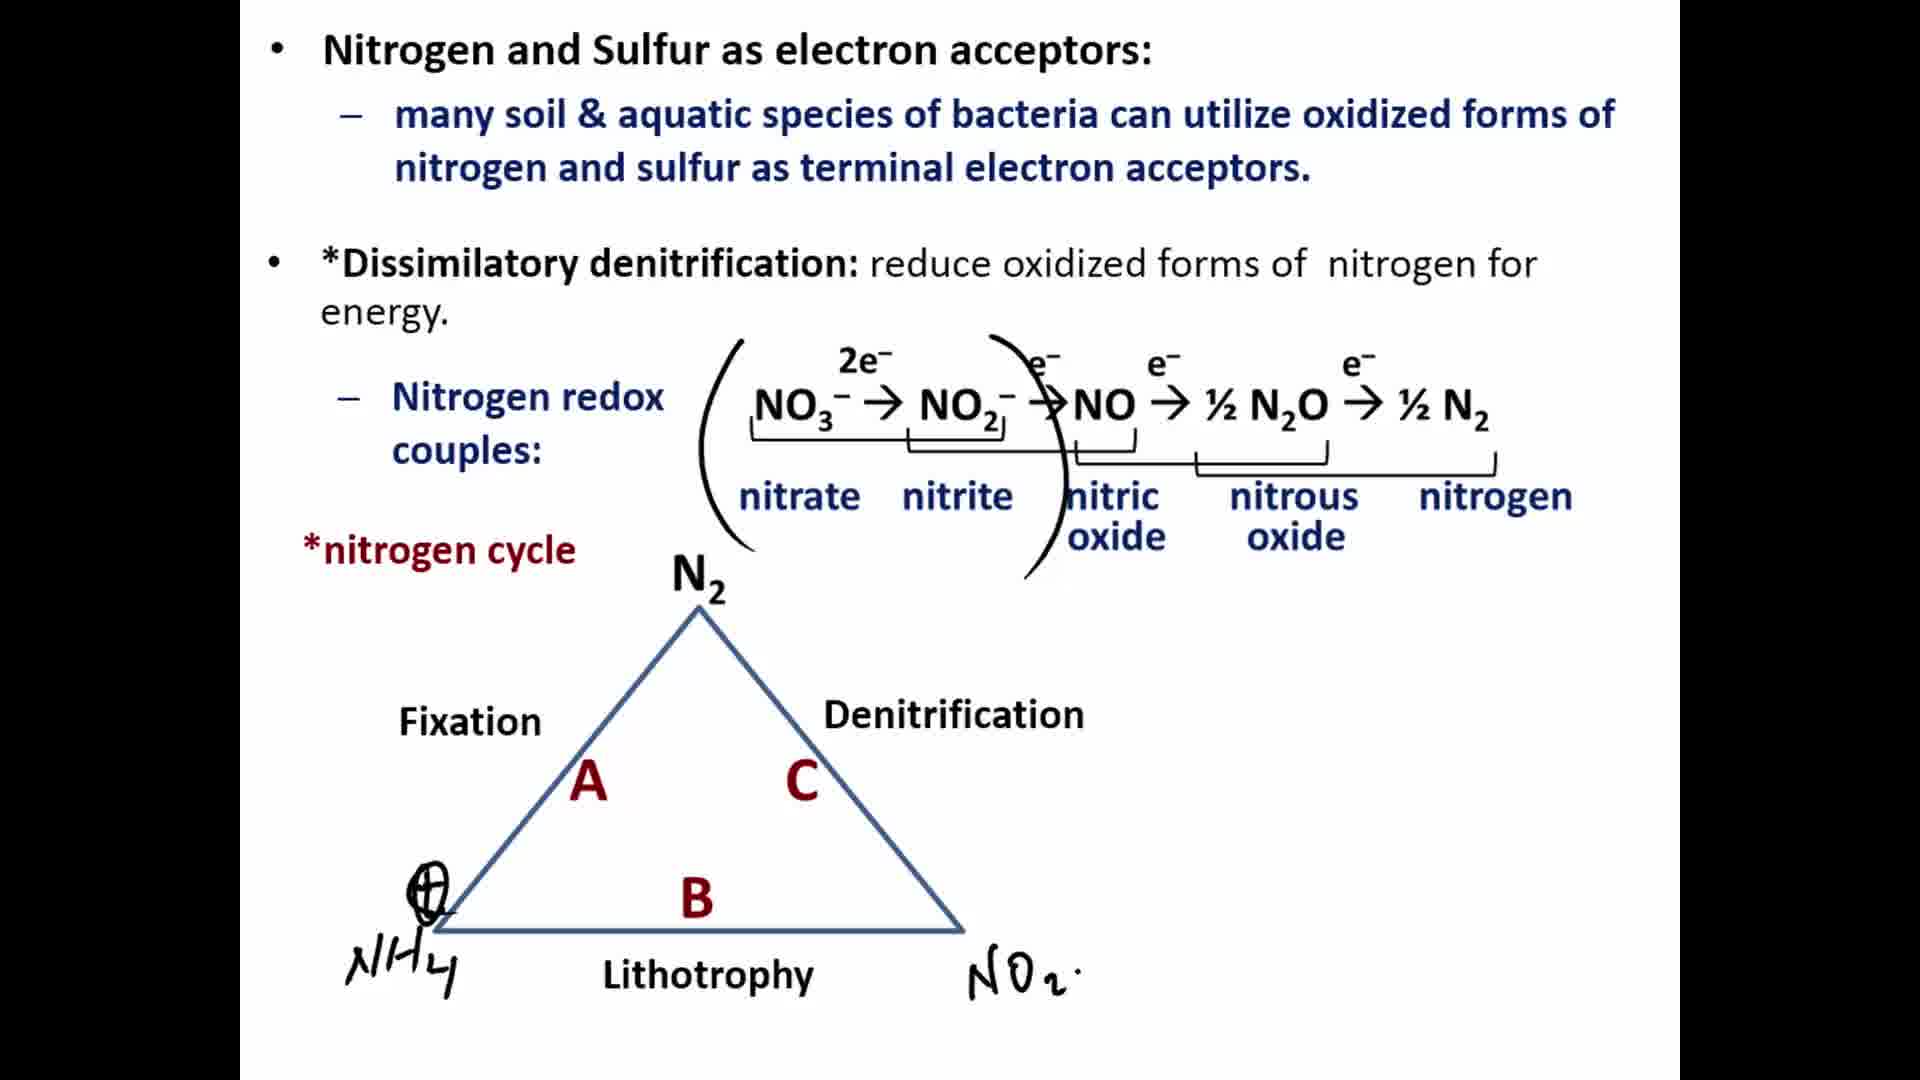 • Nitrogen and Sulfur as electron acceptors:
– many soil & aquatic species of bacteria can utilize oxidized forms of
nitrogen and sulfur as terminal electron acceptors.
• *Dissimilatory denitrification: reduce oxidized forms of nitrogen for
energy.
2e⁻ e⁻ e⁻ e⁻
– Nitrogen redox
couples:
NO₃⁻ → NO₂⁻ → NO → ½ N₂O → ½ N₂
nitrate nitrite nitric nitrous nitrogen
oxide oxide
*nitrogen cycle
N₂
Fixation Denitrification
A C
B
⊕
NH₄ NO₂
Lithotrophy